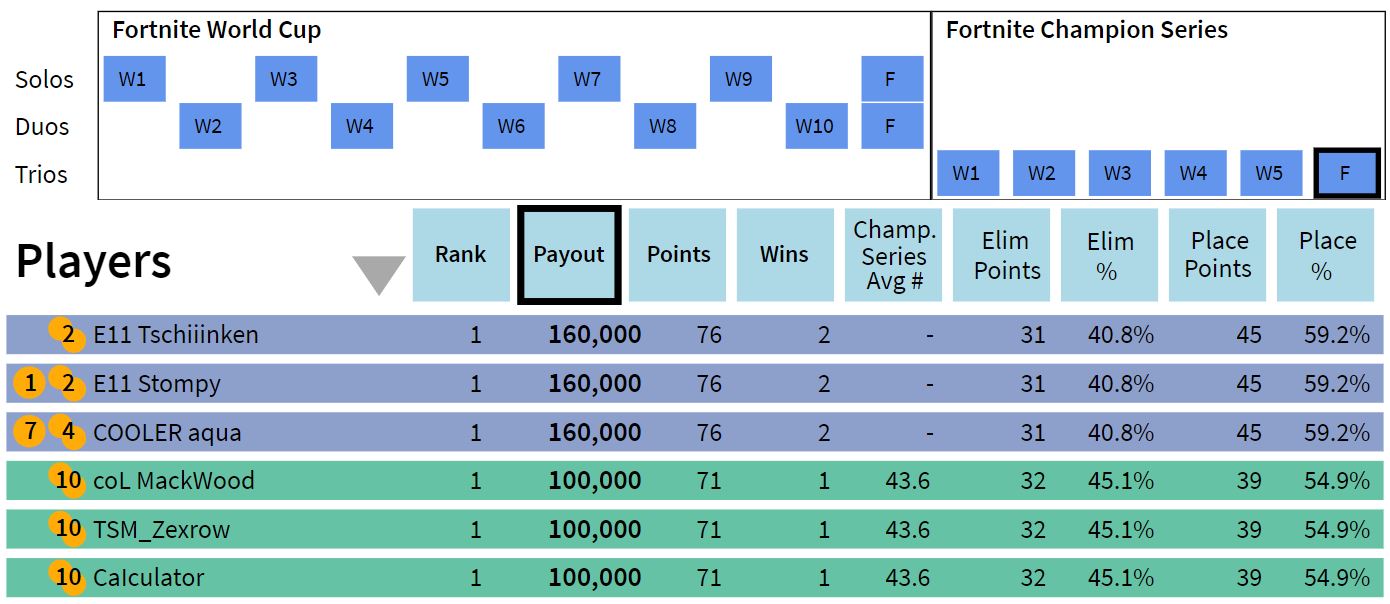 Fortnite World Cup
Fortnite Champion Series
Solos W1 W3 W5 W7 W9 F
Duos W2 W4 W6 W8 W10 F
Trios W1 W2 W3 W4 W5 F
Players Rank Payout Points Wins Champ. Series Avg # Elim Points Elim % Place Points Place %
2 E11 Tschiiinken 1 160,000 76 2 - 31 40.8% 45 59.2%
1 2 E11 Stompy 1 160,000 76 2 - 31 40.8% 45 59.2%
7 4 COOLER aqua 1 160,000 76 2 - 31 40.8% 45 59.2%
10 coL MackWood 1 100,000 71 1 43.6 32 45.1% 39 54.9%
10 TSM_Zexrow 1 100,000 71 1 43.6 32 45.1% 39 54.9%
10 Calculator 1 100,000 71 1 43.6 32 45.1% 39 54.9%